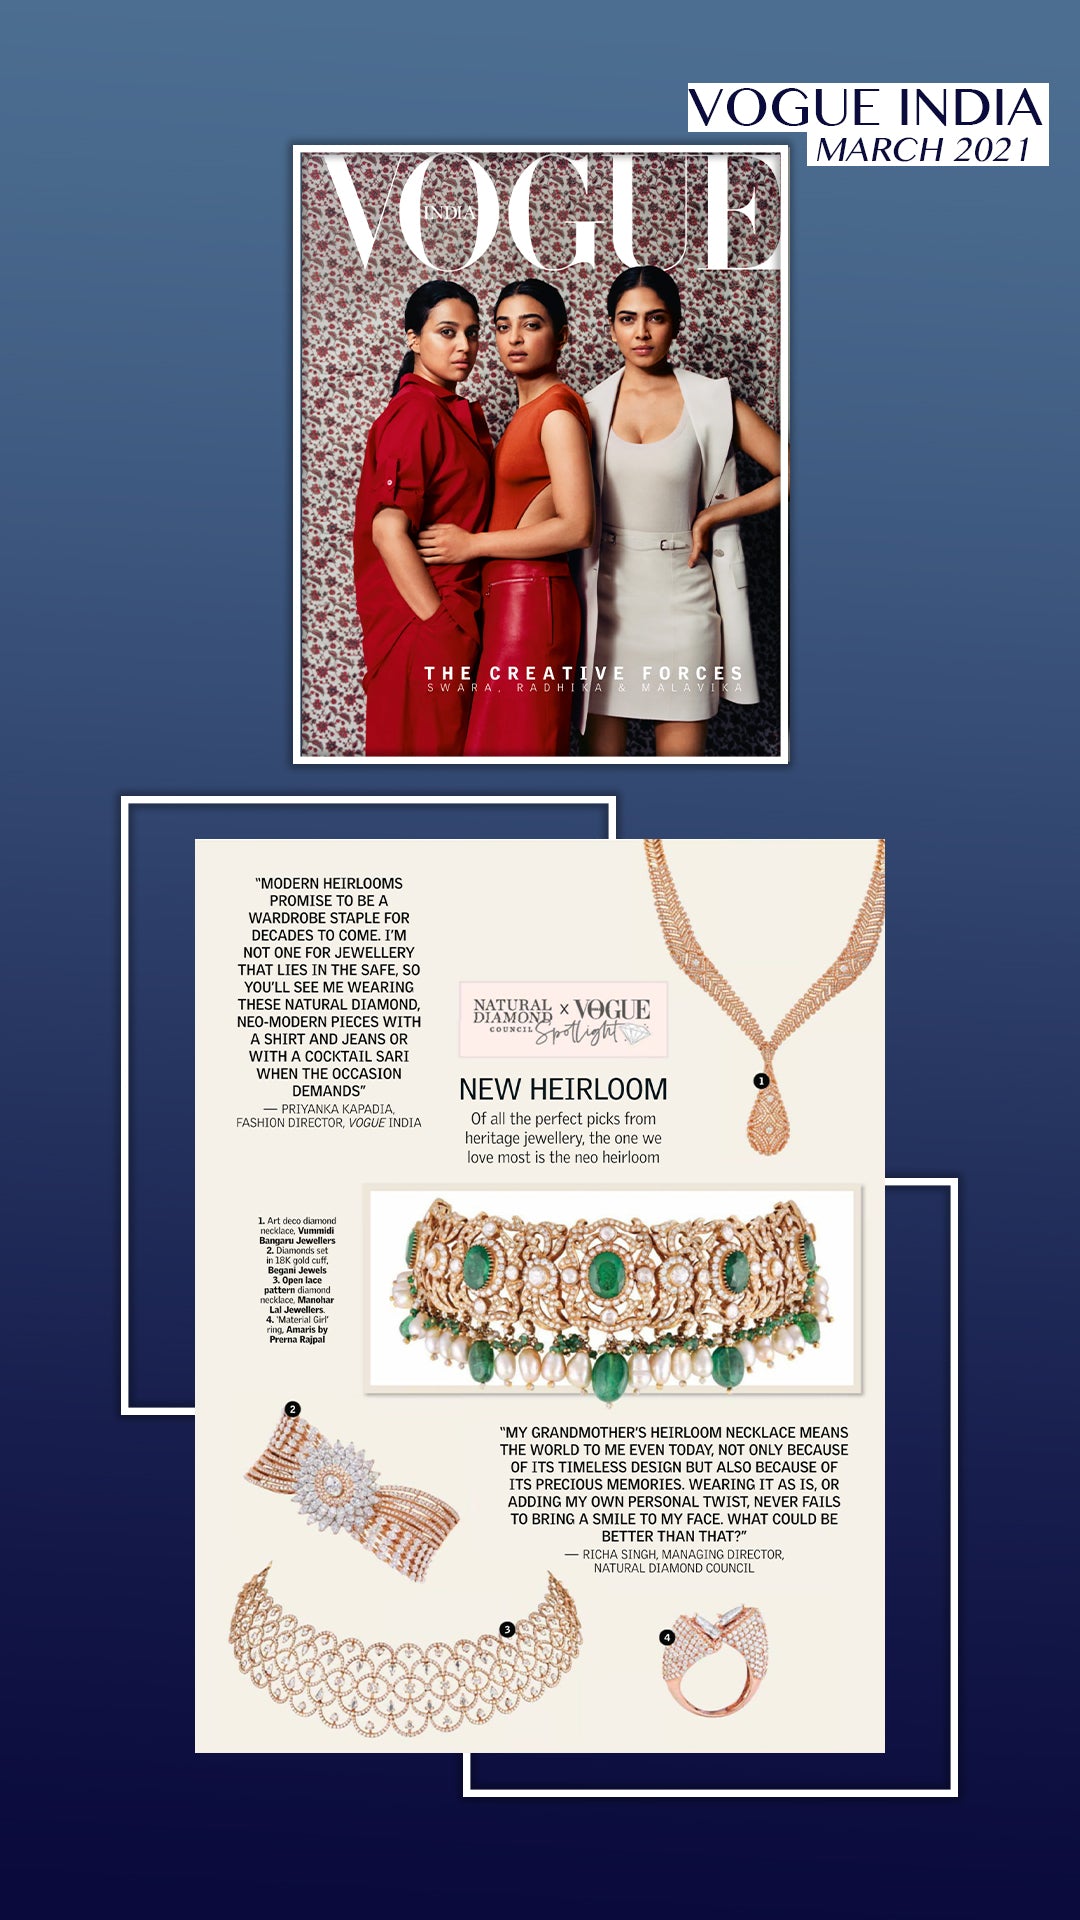 VOGUE INDIA
MARCH 2021
VOGUE
INDIA
THE CREATIVE FORCES
SWARA, RADHIKA & MALAVIKA
"MODERN HEIRLOOMS
PROMISE TO BE A
WARDROBE STAPLE FOR
DECADES TO COME. I'M
NOT ONE FOR JEWELLERY
THAT LIES IN THE SAFE, SO
YOU'LL SEE ME WEARING
THESE NATURAL DIAMOND,
NEO-MODERN PIECES WITH
A SHIRT AND JEANS OR
WITH A COCKTAIL SARI
WHEN THE OCCASION
DEMANDS"
— PRIYANKA KAPADIA,
FASHION DIRECTOR, VOGUE INDIA
NATURAL
DIAMOND
COUNCIL
x VOGUE
Spotlight
NEW HEIRLOOM
Of all the perfect picks from
heritage jewellery, the one we
love most is the neo heirloom
1
1. Art deco diamond
necklace, Vummidi
Bangaru Jewellers
2. Diamonds set
in 18K gold cuff,
Begani Jewels
3. Open lace
pattern diamond
necklace, Manohar
Lal Jewellers.
4. 'Material Girl'
ring, Amaris by
Prerna Rajpal
2
"MY GRANDMOTHER'S HEIRLOOM NECKLACE MEANS
THE WORLD TO ME EVEN TODAY, NOT ONLY BECAUSE
OF ITS TIMELESS DESIGN BUT ALSO BECAUSE OF
ITS PRECIOUS MEMORIES. WEARING IT AS IS, OR
ADDING MY OWN PERSONAL TWIST, NEVER FAILS
TO BRING A SMILE TO MY FACE. WHAT COULD BE
BETTER THAN THAT?"
— RICHA SINGH, MANAGING DIRECTOR,
NATURAL DIAMOND COUNCIL
3
4